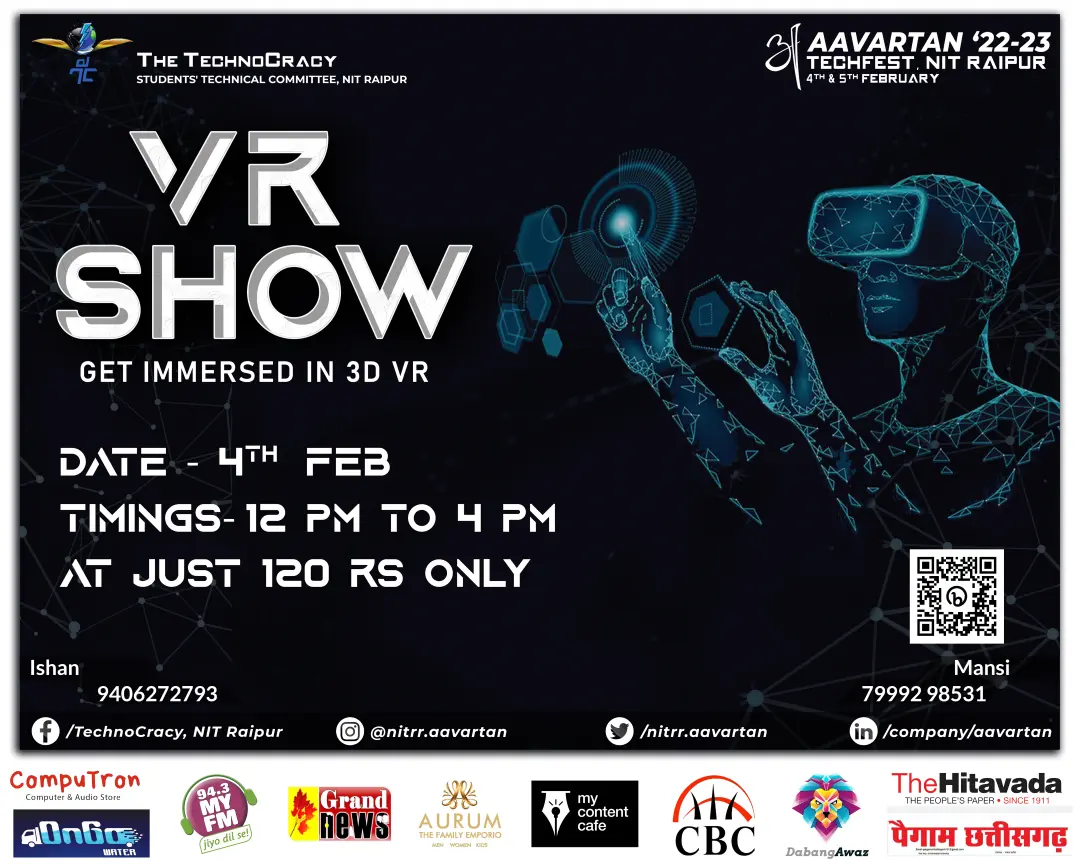 The TechnoCracy
STUDENTS' TECHNICAL COMMITTEE, NIT RAIPUR
AAVARTAN '22-23
TECHFEST, NIT RAIPUR
4TH & 5TH FEBRUARY
VR
SHOW
GET IMMERSED IN 3D VR
DATE - 4TH FEB
TIMINGS- 12 PM TO 4 PM
AT JUST 120 RS ONLY
Ishan
9406272793
Mansi
79992 98531
/TechnoCracy, NIT Raipur
@nitrr.aavartan
/nitrr.aavartan
/company/aavartan
CompuTron
Computer & Audio Store
OnGo
WATER
94.3
MY
FM
jiyo dil se!
Grand
news
AURUM
THE FAMILY EMPORIO
MEN WOMEN KIDS
my
content
cafe
CBC
DabangAwaz
TheHitavada
THE PEOPLE'S PAPER • SINCE 1911
पैगाम छत्तीसगढ़